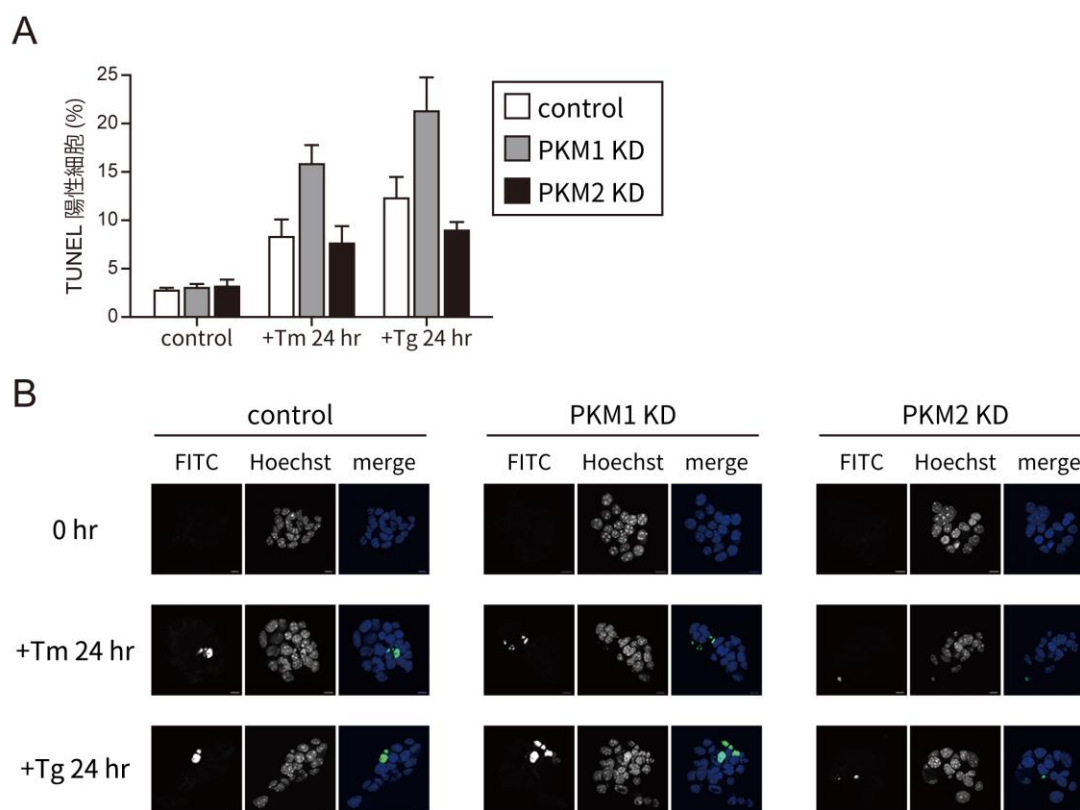 A
25
20
15
10
5
0
TUNEL 陽性細胞 (%)
control
+Tm 24 hr
+Tg 24 hr
control
PKM1 KD
PKM2 KD
B
control
PKM1 KD
PKM2 KD
FITC Hoechst merge
FITC Hoechst merge
FITC Hoechst merge
0 hr
+Tm 24 hr
+Tg 24 hr